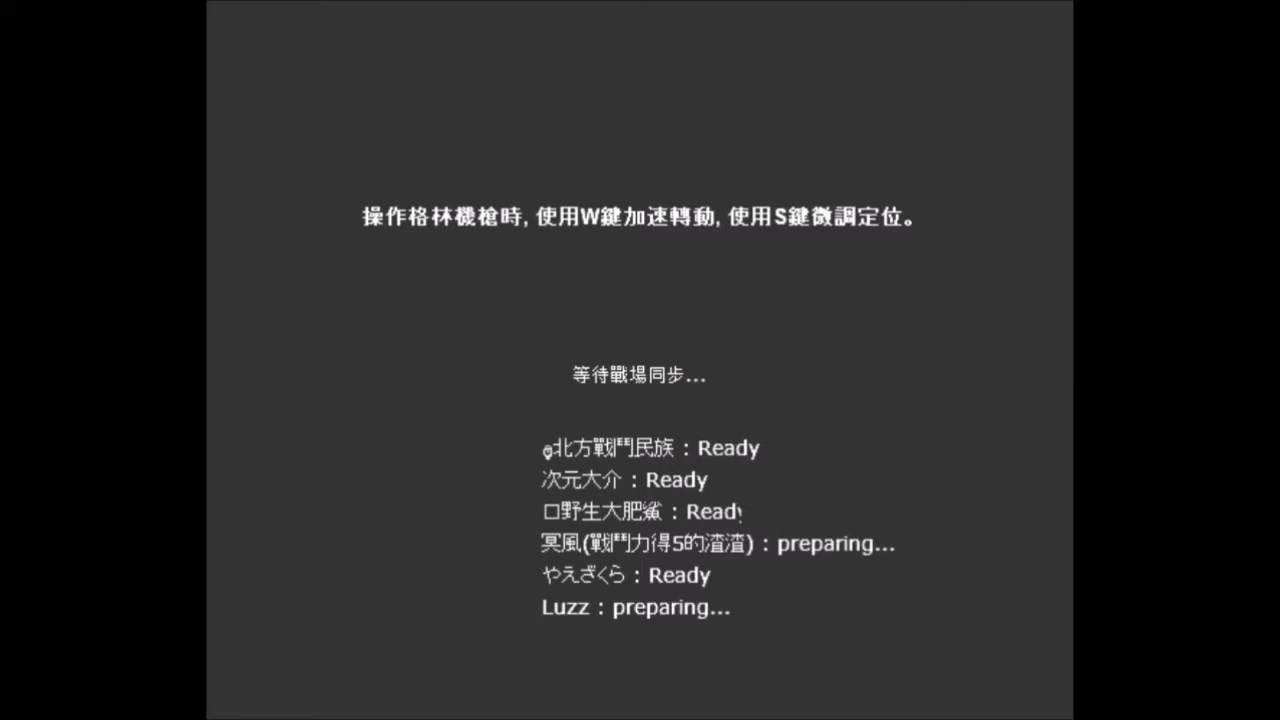 操作格林機槍時, 使用W鍵加速轉動, 使用S鍵微調定位。
等待戰場同步...
北方戰鬥民族 : Ready
次元大介 : Ready
口野生大肥鯊 : Ready
冥風(戰鬥力得5的渣渣) : preparing...
やえざくら : Ready
Luzz : preparing...